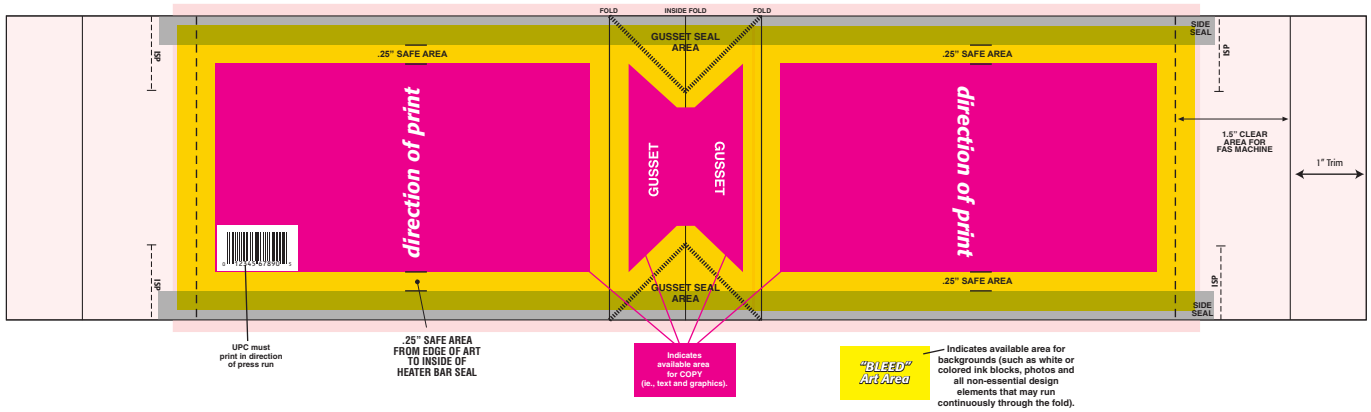 FOLD
INSIDE FOLD
FOLD
GUSSET SEAL
AREA
SIDE
SEAL
ISP
.25" SAFE AREA
.25" SAFE AREA
ISP
direction of print
GUSSET
GUSSET
direction of print
1.5" CLEAR
AREA FOR
FAS MACHINE
1" Trim
0 12345 67890 5
ISP
GUSSET SEAL
AREA
.25" SAFE AREA
ISP
SIDE
SEAL
UPC must
print in direction
of press run
.25" SAFE AREA
FROM EDGE OF ART
TO INSIDE OF
HEATER BAR SEAL
Indicates
available area
for COPY
(ie., text and graphics).
"BLEED"
Art Area
Indicates available area for
backgrounds (such as white or
colored ink blocks, photos and
all non-essential design
elements that may run
continuously through the fold).